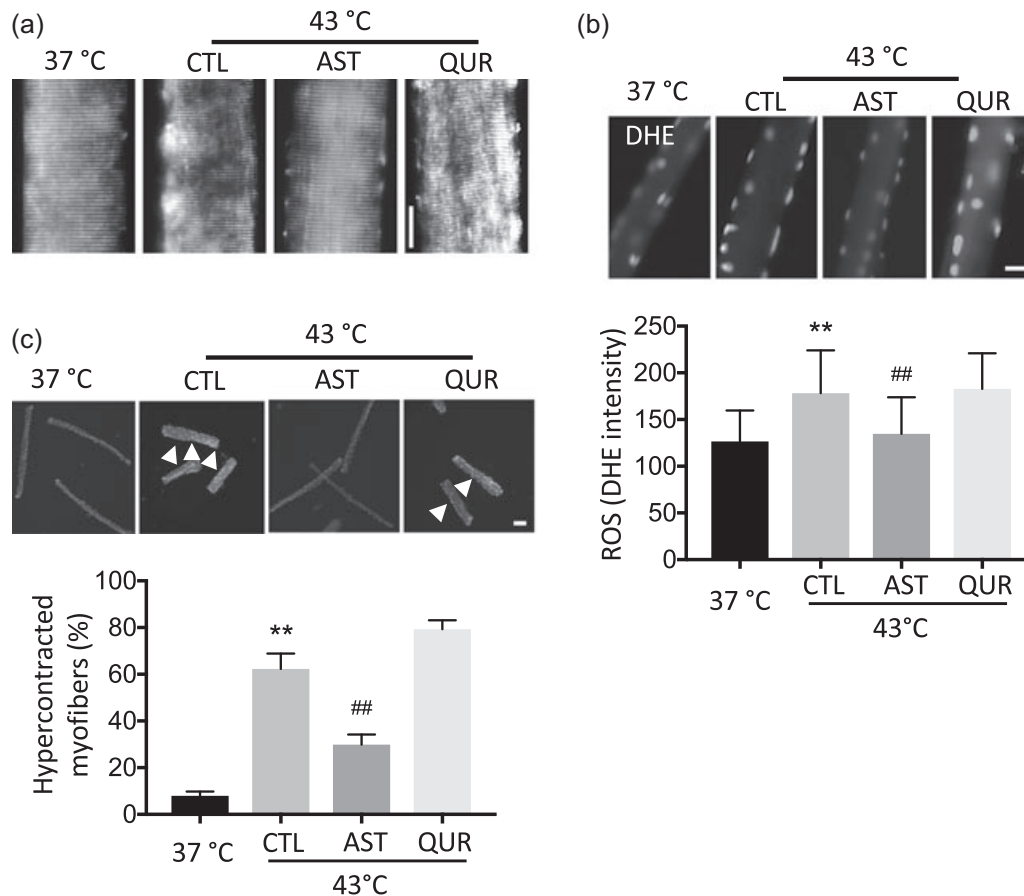 (a)
43 °C
37 °C CTL AST QUR
(b)
43 °C
37 °C CTL AST QUR
DHE
ROS (DHE intensity)
250
200
150
100
50
0
**
##
37 °C CTL AST QUR
43°C
(c)
43 °C
37 °C CTL AST QUR
Hypercontracted
myofibers (%)
100
80
60
40
20
0
**
##
37 °C CTL AST QUR
43°C